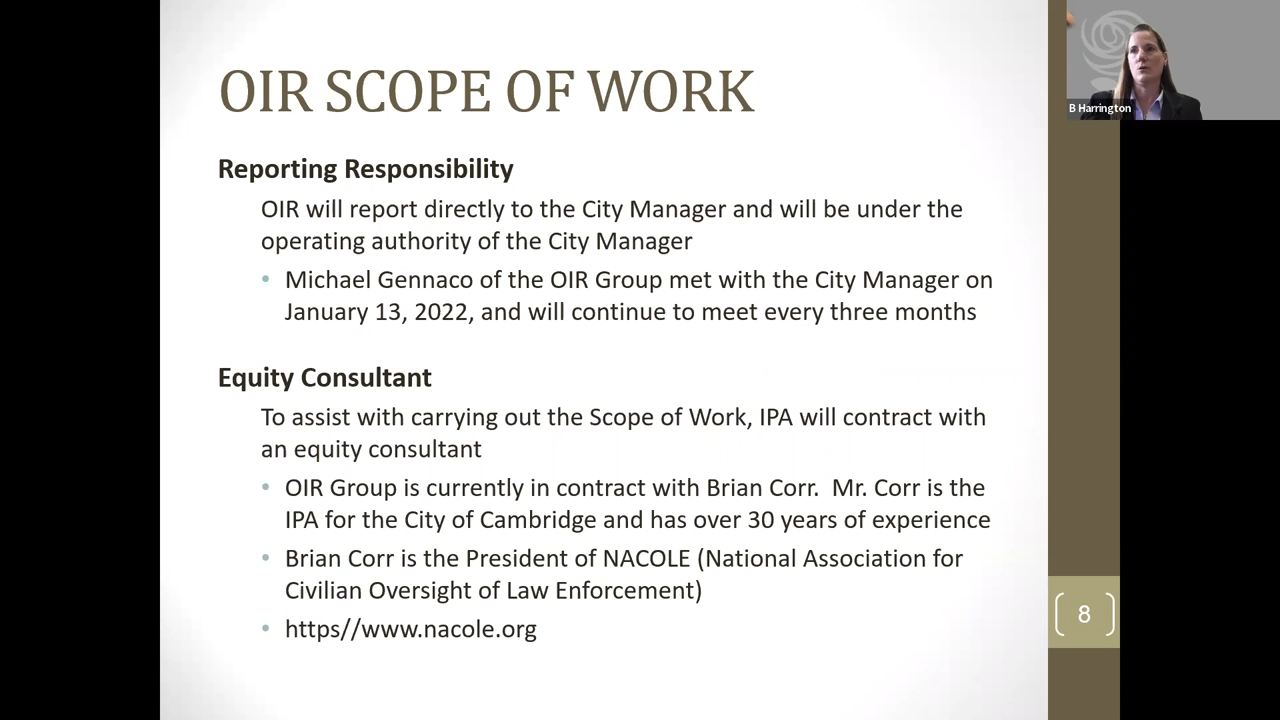 OIR SCOPE OF WORK
B Harrington
Reporting Responsibility
OIR will report directly to the City Manager and will be under the
operating authority of the City Manager
• Michael Gennaco of the OIR Group met with the City Manager on
January 13, 2022, and will continue to meet every three months
Equity Consultant
To assist with carrying out the Scope of Work, IPA will contract with
an equity consultant
• OIR Group is currently in contract with Brian Corr.  Mr. Corr is the
IPA for the City of Cambridge and has over 30 years of experience
• Brian Corr is the President of NACOLE (National Association for
Civilian Oversight of Law Enforcement)
• https//www.nacole.org
8